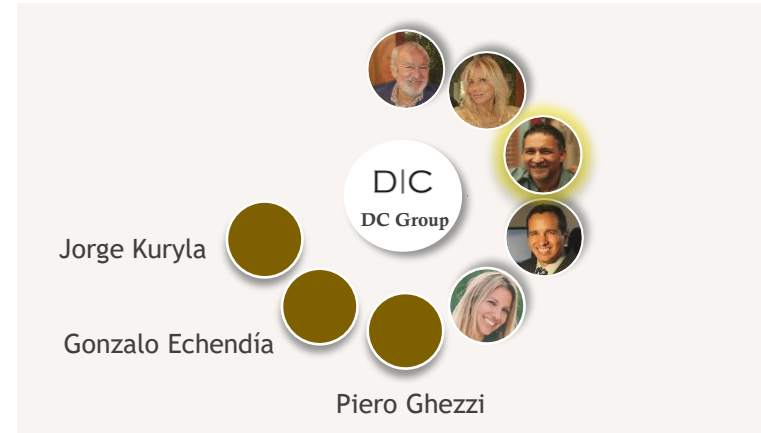 D|C
DC Group
Jorge Kuryla
Gonzalo Echendía
Piero Ghezzi